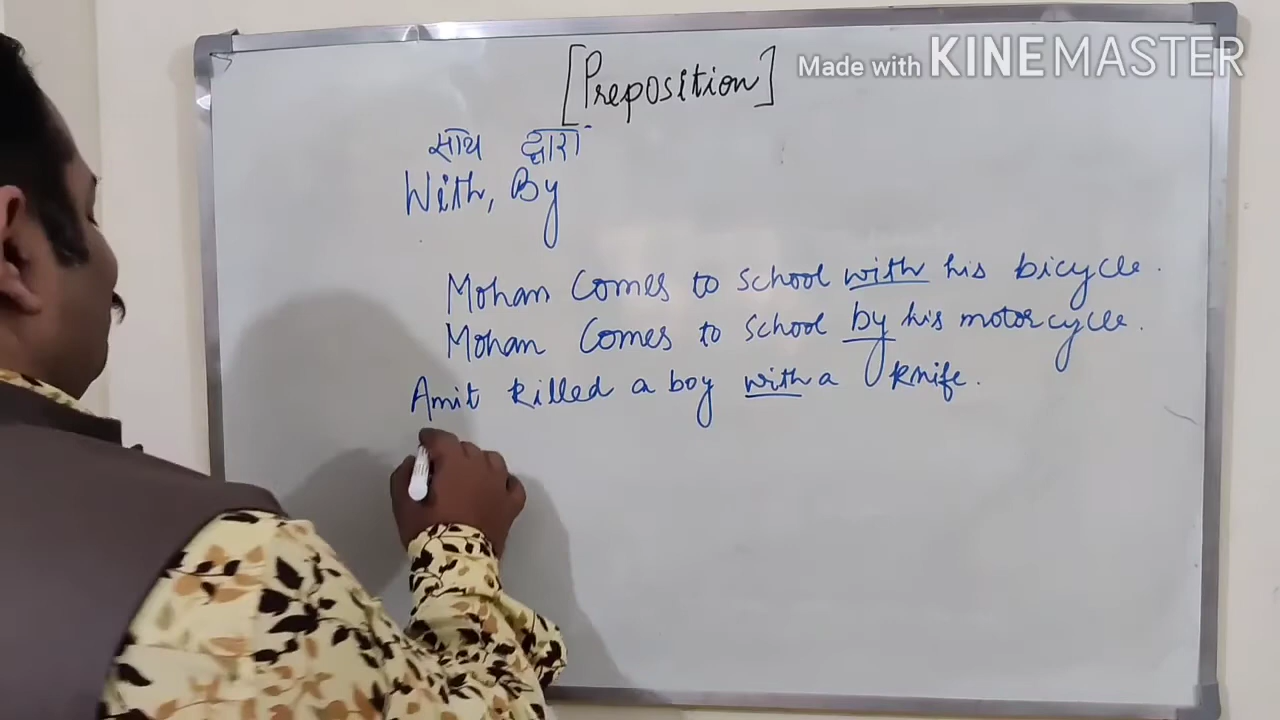 [Preposition]
Made with KINEMASTER
साथ द्वारा
With, By
Mohan Comes to School with his bicycle.
Mohan Comes to School by his motorcycle.
Amit killed a boy with a knife.